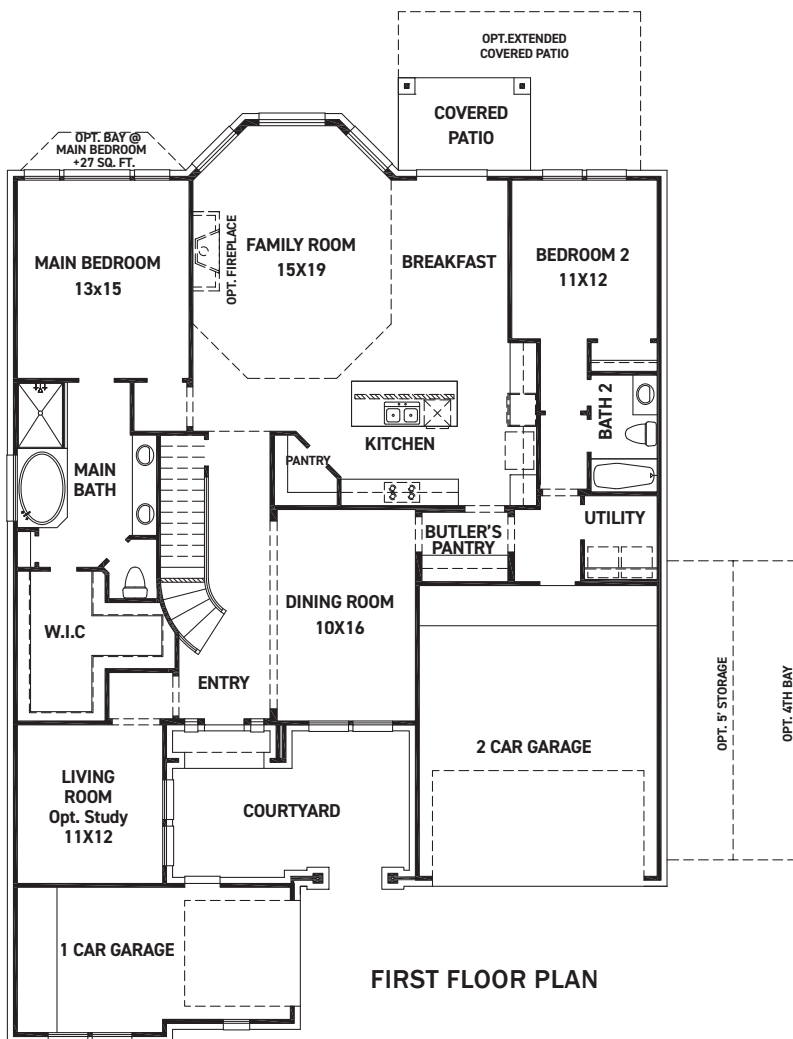 OPT.EXTENDED
COVERED PATIO
COVERED
PATIO
OPT. BAY @
MAIN BEDROOM
+27 SQ. FT.
MAIN BEDROOM
13x15
OPT. FIREPLACE
FAMILY ROOM
15X19
BREAKFAST
BEDROOM 2
11X12
BATH 2
KITCHEN
PANTRY
MAIN
BATH
UTILITY
BUTLER'S
PANTRY
DINING ROOM
10X16
W.I.C
ENTRY
OPT. 5' STORAGE
OPT. 4TH BAY
2 CAR GARAGE
LIVING
ROOM
Opt. Study
11X12
COURTYARD
1 CAR GARAGE
FIRST FLOOR PLAN